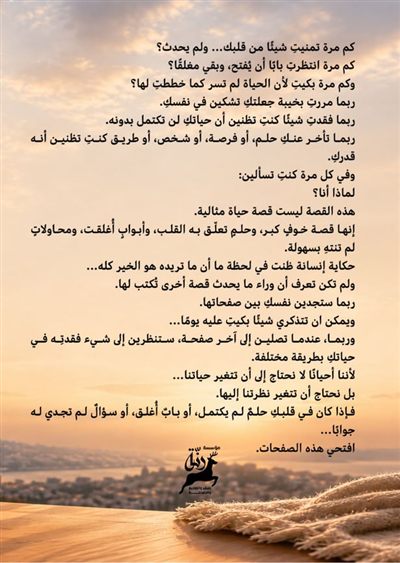 كم مرة تمنيتِ شيئًا من قلبك... ولم يحدث؟
كم مرة انتظرتِ بابًا أن يُفتح، وبقي مغلقًا؟
وكم مرة بكيتِ لأن الحياة لم تسر كما خططتِ لها؟
ربما مررتِ بخيبة جعلتكِ تشكين في نفسكِ.
ربما فقدتِ شيئًا كنتِ تظنين أن حياتكِ لن تكتمل بدونه.
ربما تأخر عنكِ حلم، أو فرصة، أو شخص، أو طريق كنتِ تظنين أنه
قدركِ.
وفي كل مرة كنتِ تسألين:
لماذا أنا؟
هذه القصة ليست قصة حياة مثالية.
إنها قصة خوفٍ كبر، وحلمٍ تعلّق به القلب، وأبوابٍ أُغلقت، ومحاولاتٍ
لم تنتهِ بسهولة.
حكاية إنسانة ظنت في لحظة ما أن ما تريده هو الخير كله...
ولم تكن تعرف أن وراء ما يحدث قصة أخرى تُكتب لها.
ربما ستجدين نفسكِ بين صفحاتها.
ويمكن ان تتذكري شيئًا بكيتِ عليه يومًا...
وربما، عندما تصلين إلى آخر صفحة، ستنظرين إلى شيء فقدتِه في
حياتكِ بطريقة مختلفة.
لأننا أحيانًا لا نحتاج إلى أن تتغير حياتنا...
بل نحتاج أن تتغير نظرتنا إليها.
فإذا كان في قلبكِ حلمٌ لم يكتمل، أو بابٌ أُغلق، أو سؤالٌ لم تجدي له
جوابًا...
افتحي هذه الصفحات.
مؤسسة